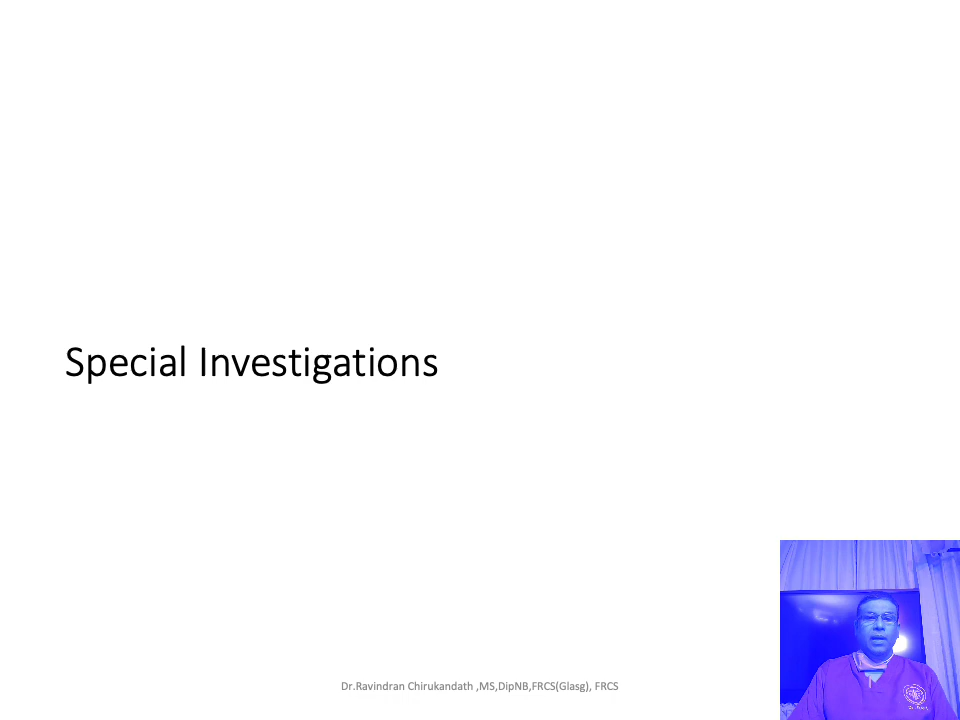 Special Investigations
Dr.Ravindran Chirukandath ,MS,DipNB,FRCS(Glasg), FRCS